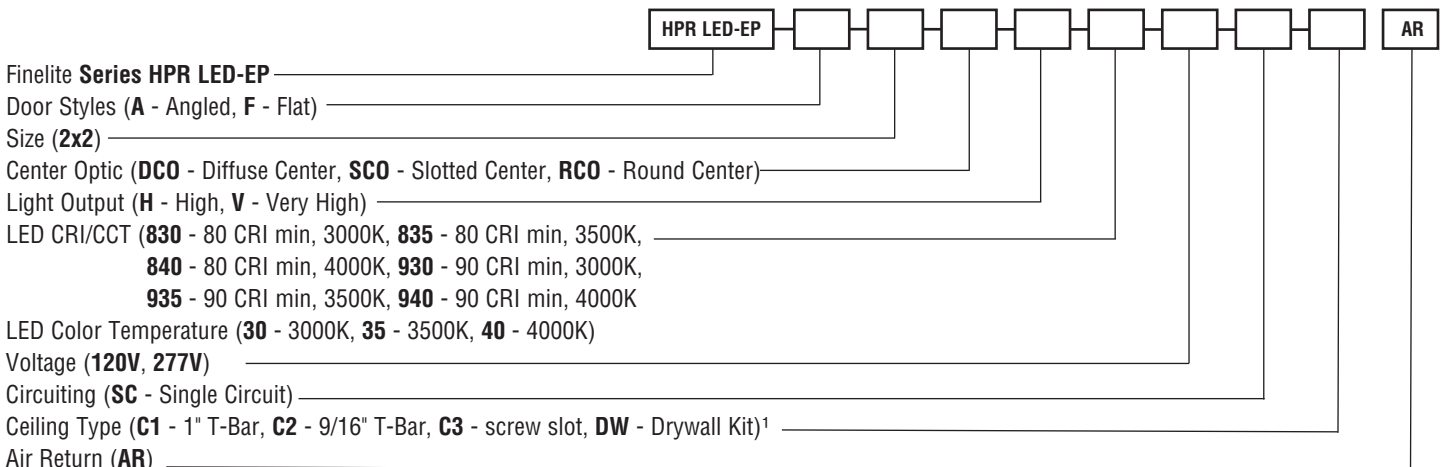 HPR LED-EP AR
Finelite Series HPR LED-EP
Door Styles (A - Angled, F - Flat)
Size (2x2)
Center Optic (DCO - Diffuse Center, SCO - Slotted Center, RCO - Round Center)
Light Output (H - High, V - Very High)
LED CRI/CCT (830 - 80 CRI min, 3000K, 835 - 80 CRI min, 3500K,
840 - 80 CRI min, 4000K, 930 - 90 CRI min, 3000K,
935 - 90 CRI min, 3500K, 940 - 90 CRI min, 4000K
LED Color Temperature (30 - 3000K, 35 - 3500K, 40 - 4000K)
Voltage (120V, 277V)
Circuiting (SC - Single Circuit)
Ceiling Type (C1 - 1" T-Bar, C2 - 9/16" T-Bar, C3 - screw slot, DW - Drywall Kit)¹
Air Return (AR)